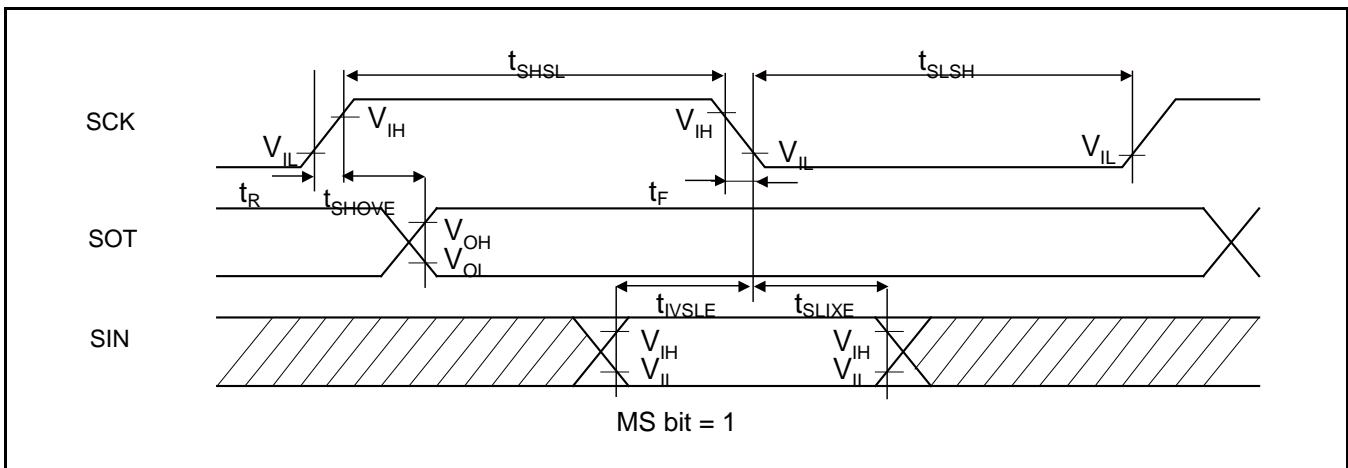 tSHSL tSLSH
SCK
VIH VIH
VIL VIL VIL
tR tSHOVE tF
SOT
VOH
VOL
tIVSLE tSLIXE
SIN
VIH VIH
VIL VIL
MS bit = 1